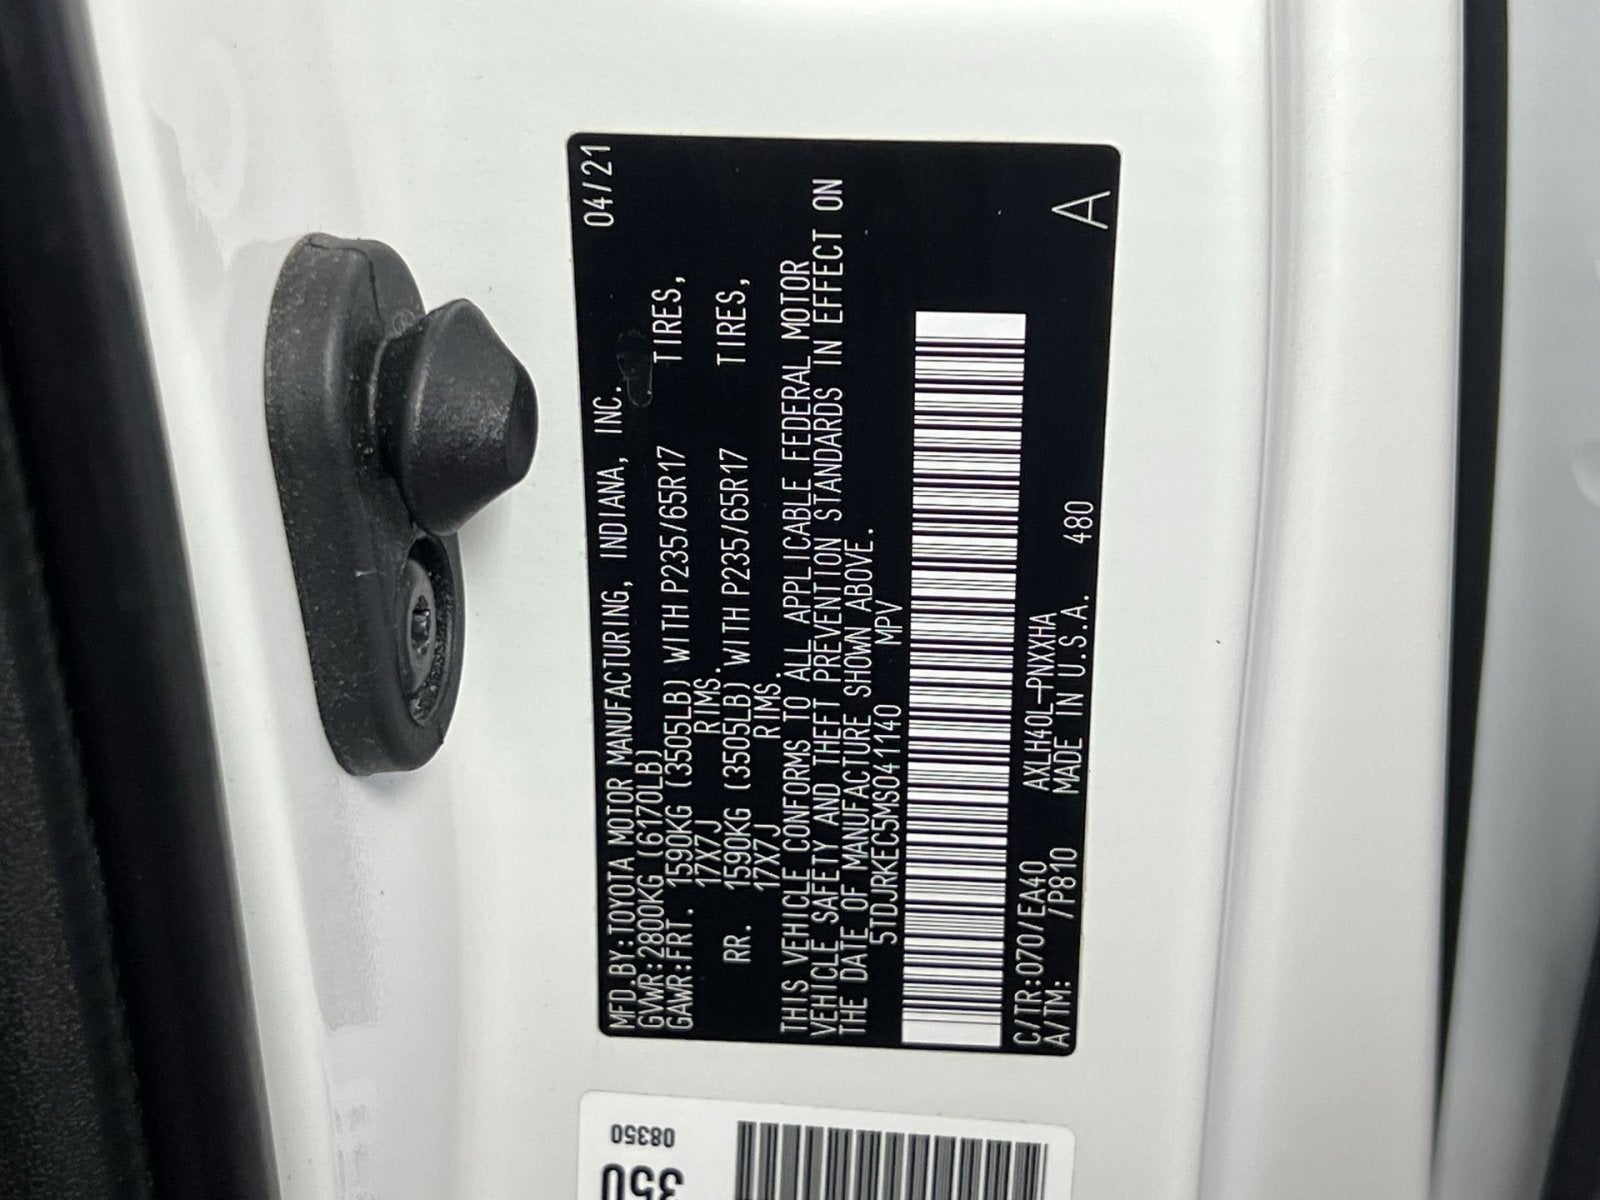 MFD.BY:TOYOTA MOTOR MANUFACTURING, INDIANA, INC. 04/21
GVWR:2800KG (6170LB)
GAWR:FRT. 1590KG (3505LB) WITH P235/65R17 TIRES,
17X7J RIMS.
RR. 1590KG (3505LB) WITH P235/65R17 TIRES,
17X7J RIMS.
THIS VEHICLE CONFORMS TO ALL APPLICABLE FEDERAL MOTOR
VEHICLE SAFETY AND THEFT PREVENTION STANDARDS IN EFFECT ON
THE DATE OF MANUFACTURE SHOWN ABOVE.
5TDJRKEC5MS041140 MPV
C/TR:070/EA40 AXLH40L-PNXXHA
A/TM: /P810 MADE IN U.S.A. 480 A
08350
350